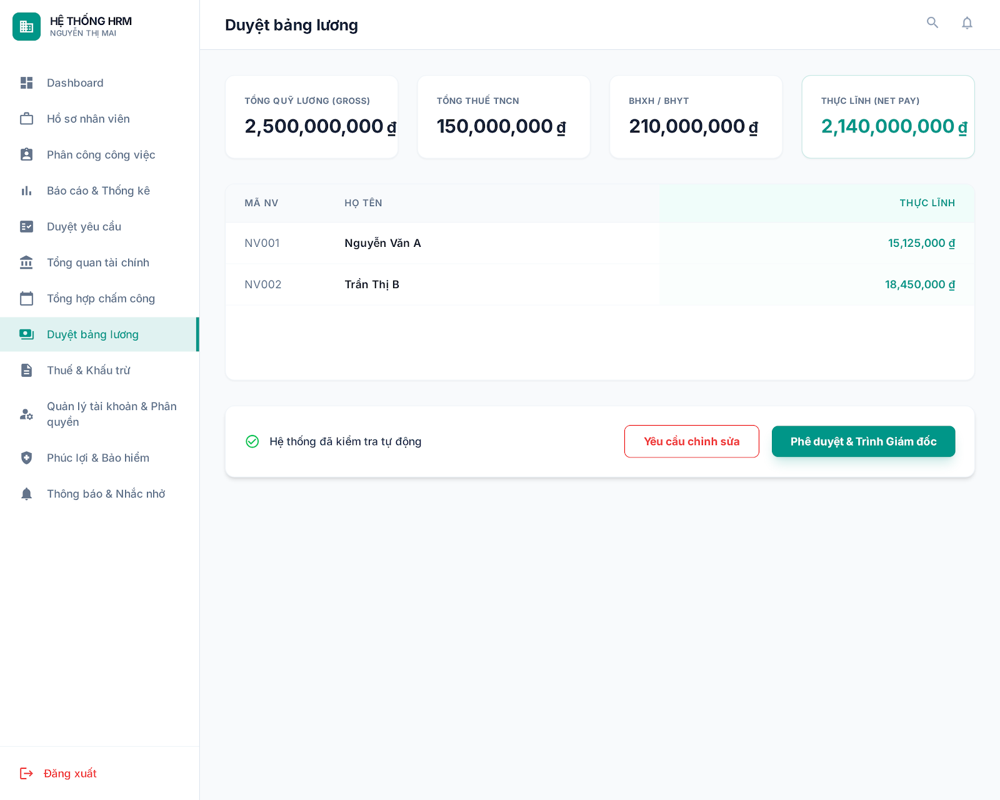 HỆ THỐNG HRM
NGUYỄN THỊ MAI
Dashboard
Hồ sơ nhân viên
Phân công công việc
Báo cáo & Thống kê
Duyệt yêu cầu
Tổng quan tài chính
Tổng hợp chấm công
Duyệt bảng lương
Thuế & Khấu trừ
Quản lý tài khoản & Phân
quyền
Phúc lợi & Bảo hiểm
Thông báo & Nhắc nhở
Đăng xuất
Duyệt bảng lương
TỔNG QUỸ LƯƠNG (GROSS)
2,500,000,000 ₫
TỔNG THUẾ TNCN
150,000,000 ₫
BHXH / BHYT
210,000,000 ₫
THỰC LĨNH (NET PAY)
2,140,000,000 ₫
MÃ NV HỌ TÊN THỰC LĨNH
NV001 Nguyễn Văn A 15,125,000 ₫
NV002 Trần Thị B 18,450,000 ₫
Hệ thống đã kiểm tra tự động
Yêu cầu chỉnh sửa
Phê duyệt & Trình Giám đốc